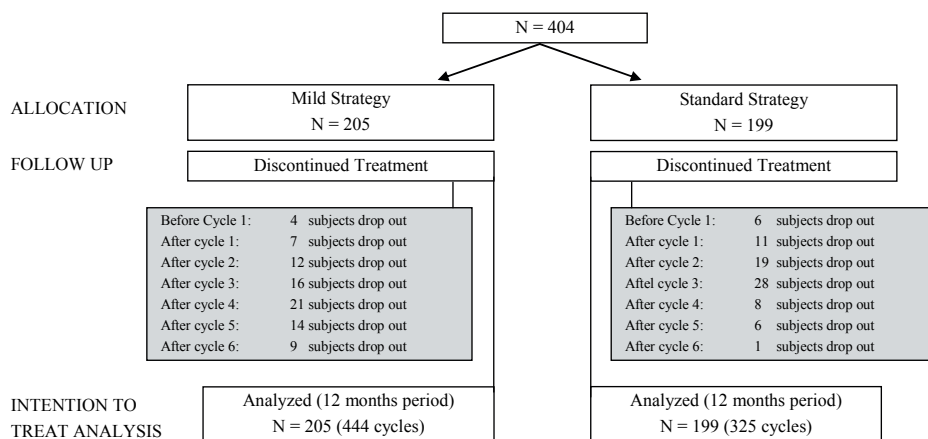 N = 404
ALLOCATION
Mild Strategy
N = 205
Standard Strategy
N = 199
FOLLOW UP
Discontinued Treatment
Discontinued Treatment
Before Cycle 1: 4 subjects drop out
After cycle 1: 7 subjects drop out
After cycle 2: 12 subjects drop out
After cycle 3: 16 subjects drop out
After cycle 4: 21 subjects drop out
After cycle 5: 14 subjects drop out
After cycle 6: 9 subjects drop out
Before Cycle 1: 6 subjects drop out
After cycle 1: 11 subjects drop out
After cycle 2: 19 subjects drop out
Aftel cycle 3: 28 subjects drop out
After cycle 4: 8 subjects drop out
After cycle 5: 6 subjects drop out
After cycle 6: 1 subjects drop out
INTENTION TO
TREAT ANALYSIS
Analyzed (12 months period)
N = 205 (444 cycles)
Analyzed (12 months period)
N = 199 (325 cycles)